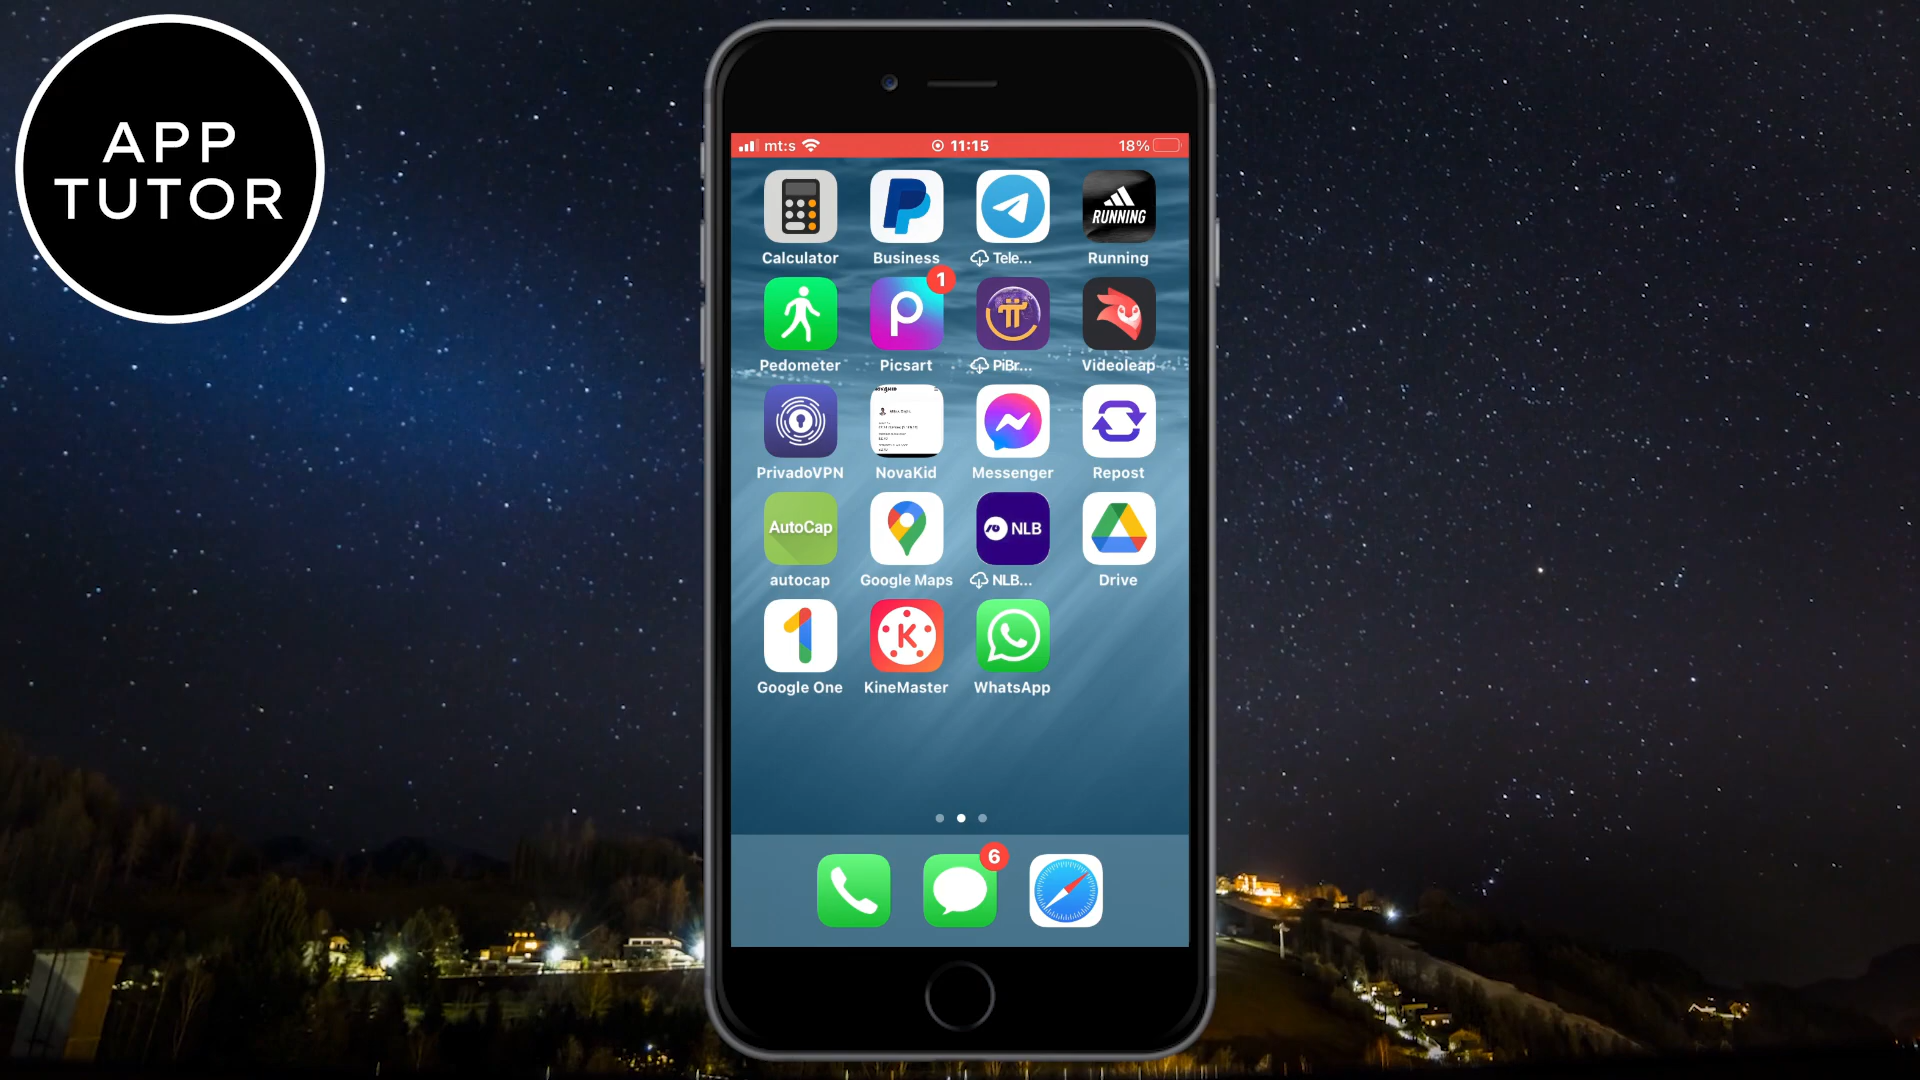 APP
TUTOR
mt:s
11:15
18%
RUNNING
Calculator
Business
Tele...
Running
1
Pedometer
Picsart
PiBr...
Videoleap
PrivadoVPN
NovaKid
Messenger
Repost
AutoCap
NLB
autocap
Google Maps
NLB...
Drive
K
Google One
KineMaster
WhatsApp
6